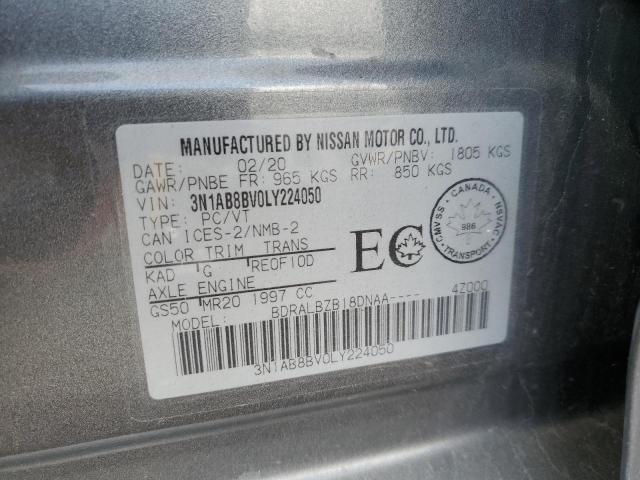 MANUFACTURED BY NISSAN MOTOR CO., LTD.
DATE: 02/20 GVWR/PNBV: 1805 KGS
GAWR/PNBE FR: 965 KGS RR: 850 KGS
VIN: 3N1AB8BV0LY224050
TYPE: PC/VT
CAN ICES-2/NMB-2
COLOR TRIM TRANS
KAD G RE0F10D
AXLE ENGINE
GS50 MR20 1997 CC
MODEL: BDRALBZB18DNAA---- 4Z000
3N1AB8BV0LY224050
EC
CANADA
CMVSS NSVAC
986
TRANSPORT